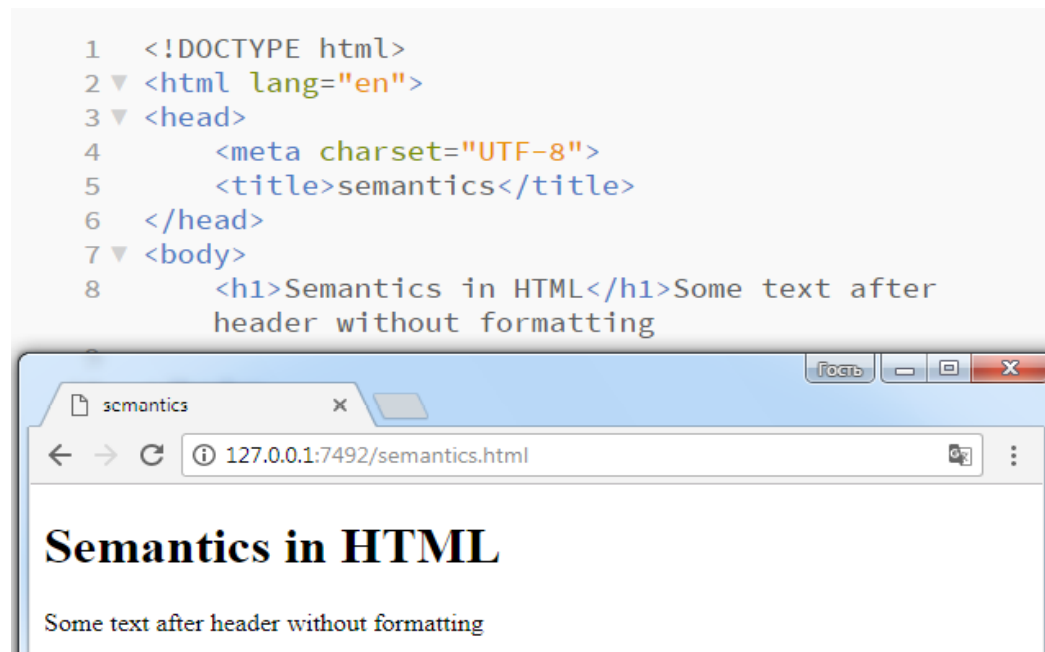 1 <!DOCTYPE html>
2 <html lang="en">
3 <head>
4 <meta charset="UTF-8">
5 <title>semantics</title>
6 </head>
7 <body>
8 <h1>Semantics in HTML</h1>Some text after
header without formatting
Гость
semantics
127.0.0.1:7492/semantics.html
Semantics in HTML
Some text after header without formatting